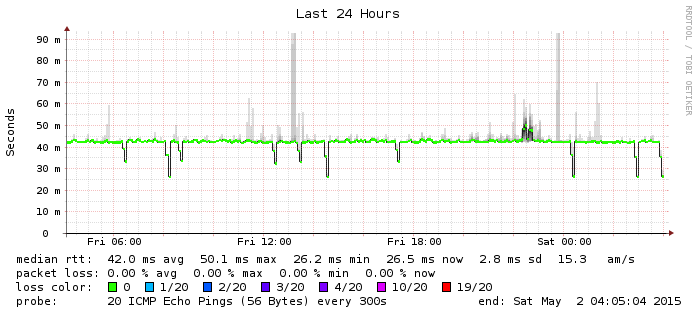 Last 24 Hours
RRDTOOL / TOBI OETIKER
Seconds
90 m
80 m
70 m
60 m
50 m
40 m
30 m
20 m
10 m
0
Fri 06:00 Fri 12:00 Fri 18:00 Sat 00:00
median rtt: 42.0 ms avg 50.1 ms max 26.2 ms min 26.5 ms now 2.8 ms sd 15.3 am/s
packet loss: 0.00 % avg 0.00 % max 0.00 % min 0.00 % now
loss color: 0 1/20 2/20 3/20 4/20 10/20 19/20
probe: 20 ICMP Echo Pings (56 Bytes) every 300s end: Sat May 2 04:05:04 2015